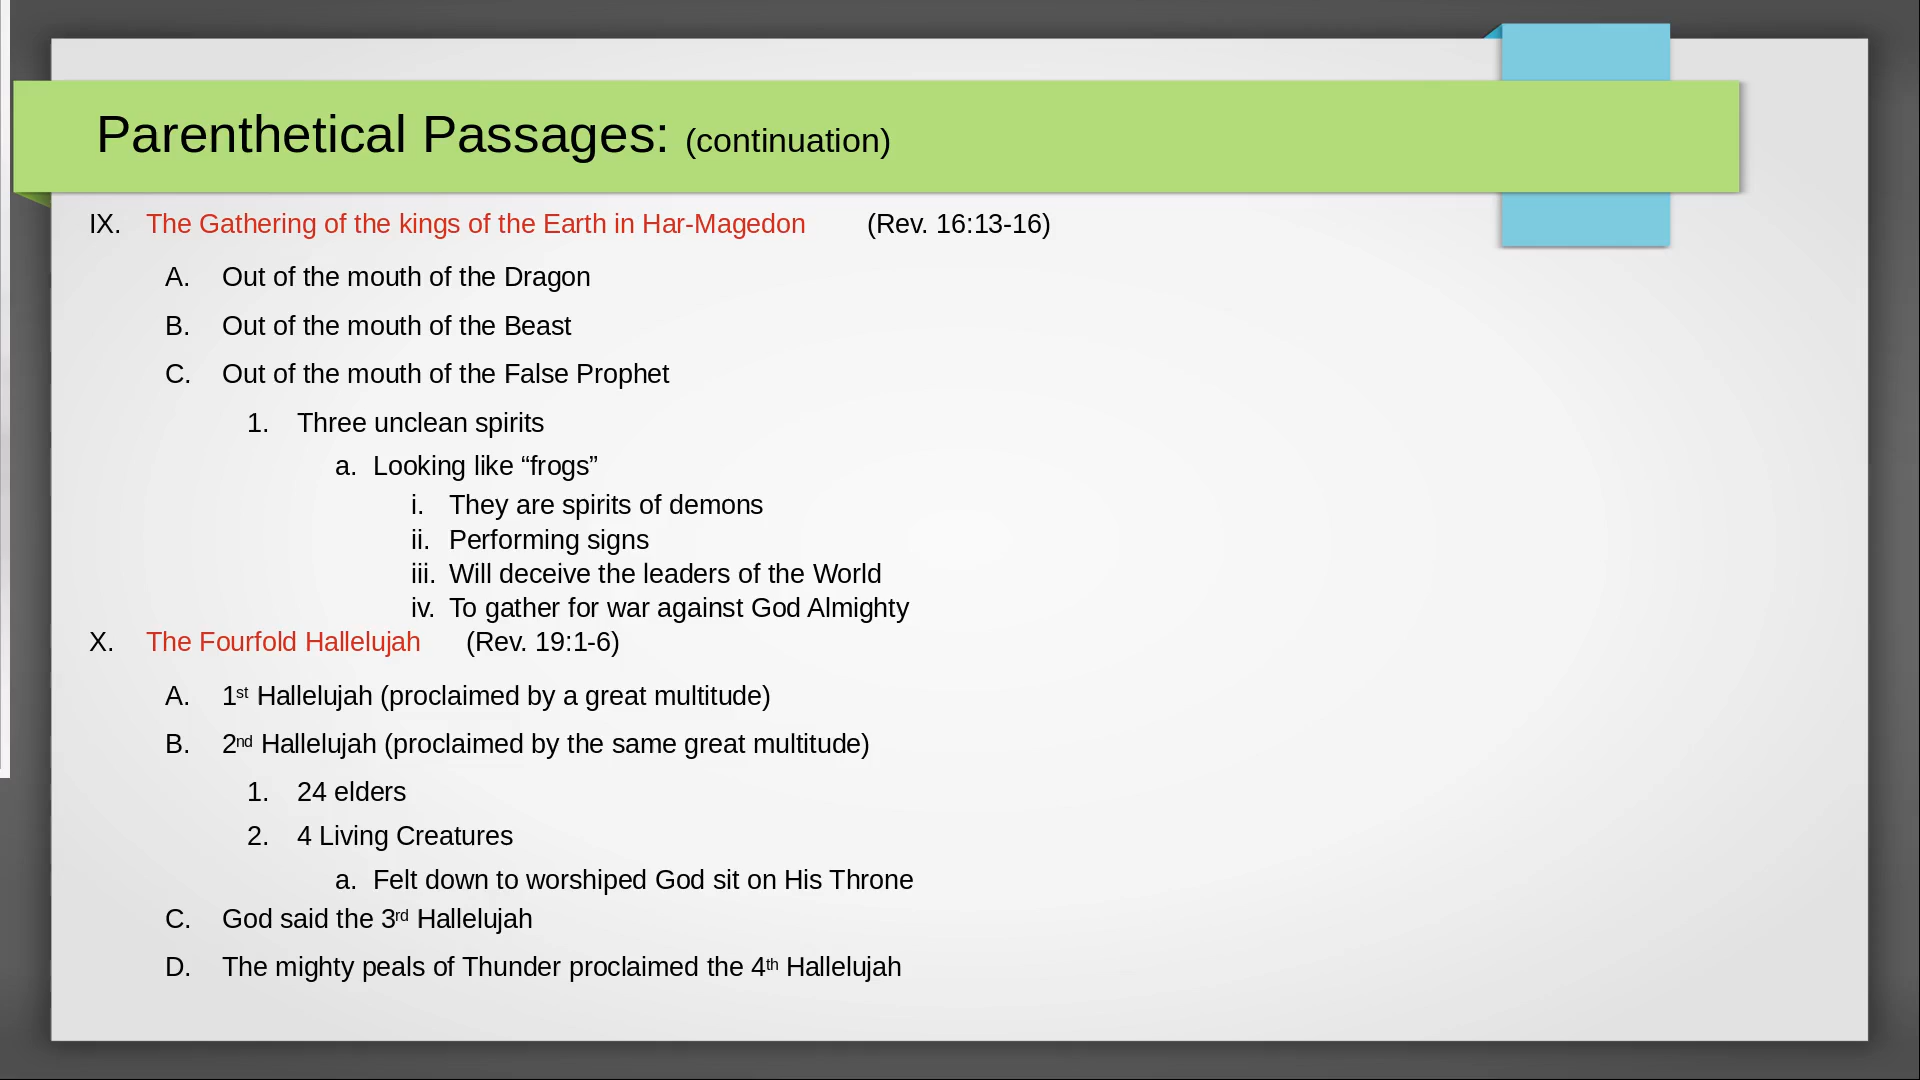 Parenthetical Passages: (continuation)
IX. The Gathering of the kings of the Earth in Har-Magedon (Rev. 16:13-16)
A. Out of the mouth of the Dragon
B. Out of the mouth of the Beast
C. Out of the mouth of the False Prophet
1. Three unclean spirits
a. Looking like “frogs”
i. They are spirits of demons
ii. Performing signs
iii. Will deceive the leaders of the World
iv. To gather for war against God Almighty
X. The Fourfold Hallelujah (Rev. 19:1-6)
A. 1st Hallelujah (proclaimed by a great multitude)
B. 2nd Hallelujah (proclaimed by the same great multitude)
1. 24 elders
2. 4 Living Creatures
a. Felt down to worshiped God sit on His Throne
C. God said the 3rd Hallelujah
D. The mighty peals of Thunder proclaimed the 4th Hallelujah